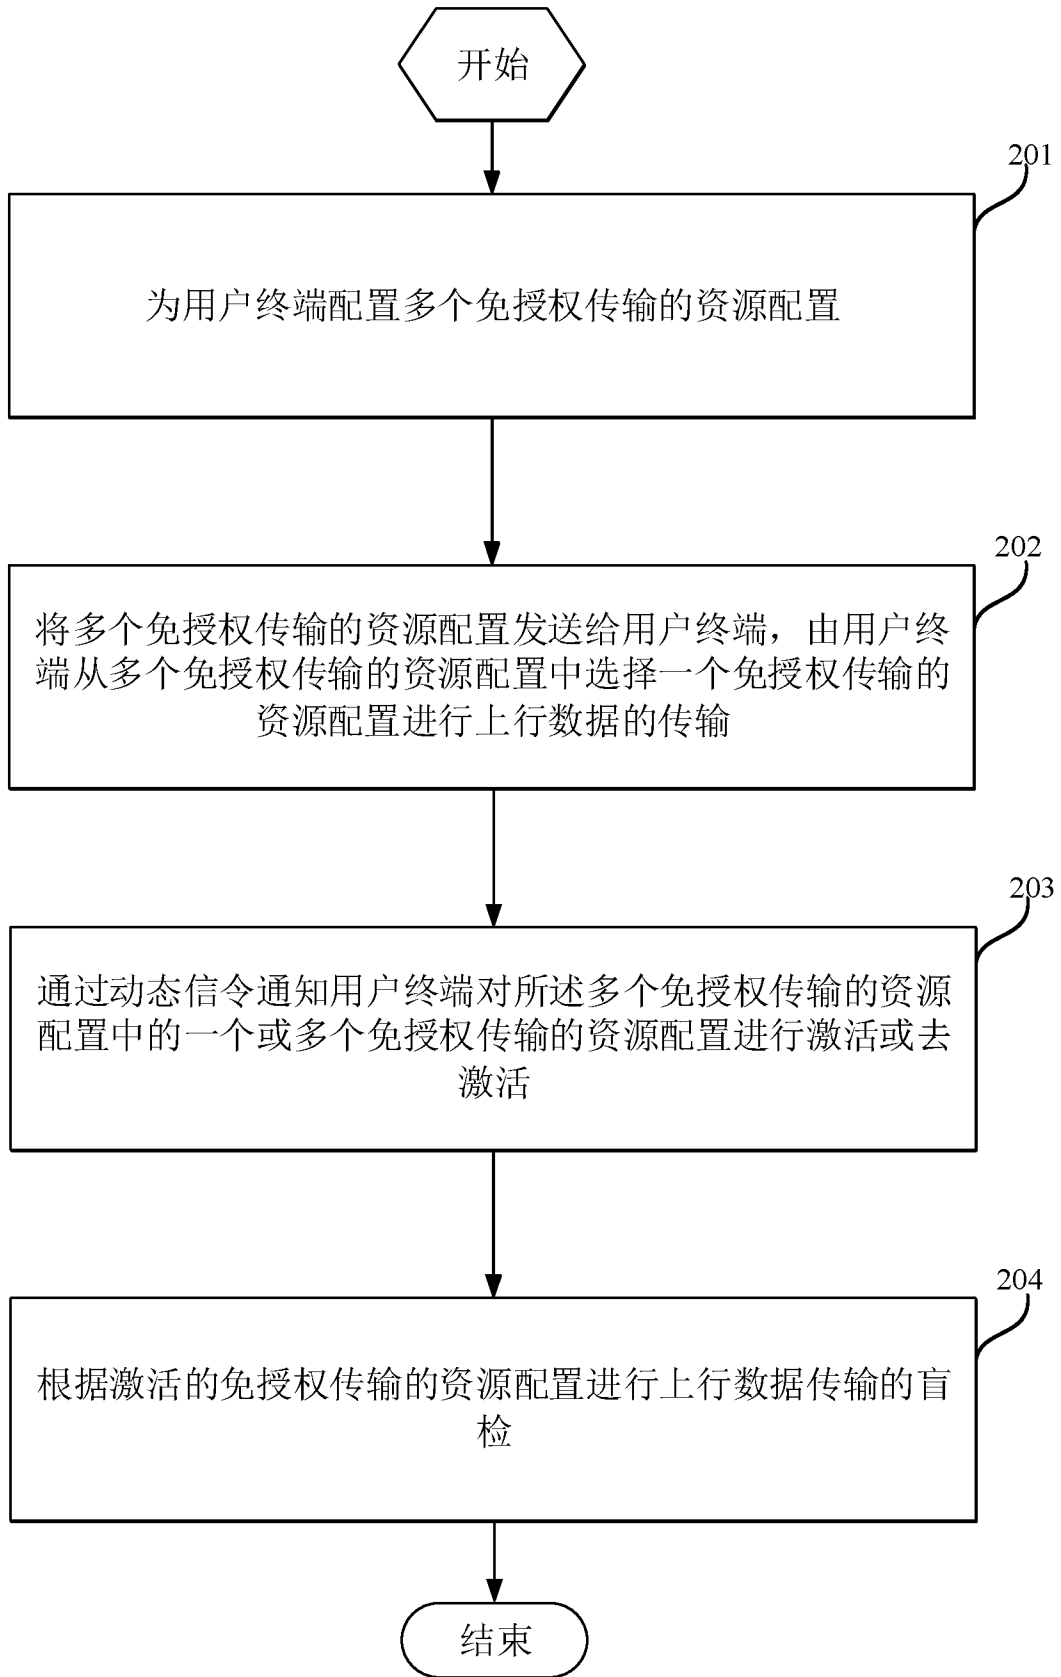 开始
201
为用户终端配置多个免授权传输的资源配置
202
将多个免授权传输的资源配置发送给用户终端，由用户终
端从多个免授权传输的资源配置中选择一个免授权传输的
资源配置进行上行数据的传输
203
通过动态信令通知用户终端对所述多个免授权传输的资源
配置中的一个或多个免授权传输的资源配置进行激活或去
激活
204
根据激活的免授权传输的资源配置进行上行数据传输的盲
检
结束